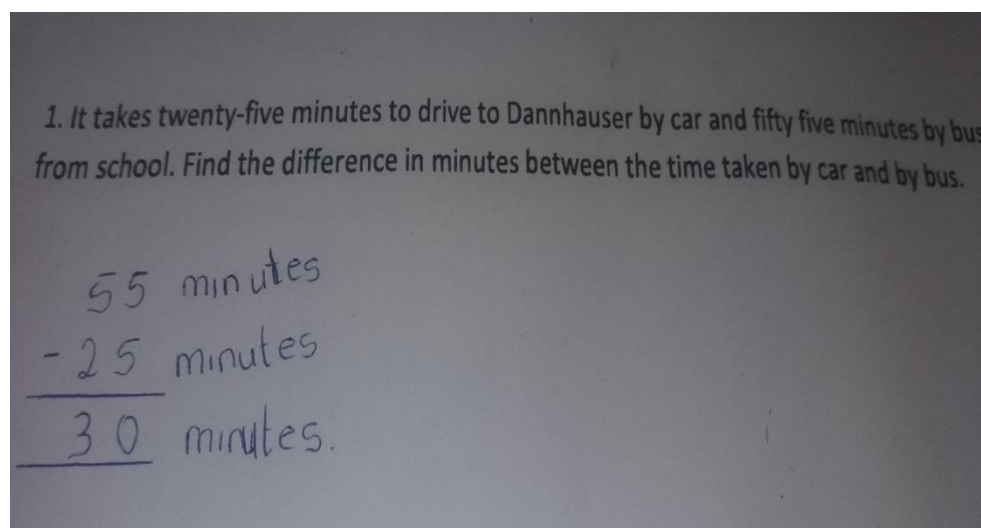 1. It takes twenty-five minutes to drive to Dannhauser by car and fifty five minutes by bus
from school. Find the difference in minutes between the time taken by car and by bus.
55 minutes
- 25 minutes
30 minutes.